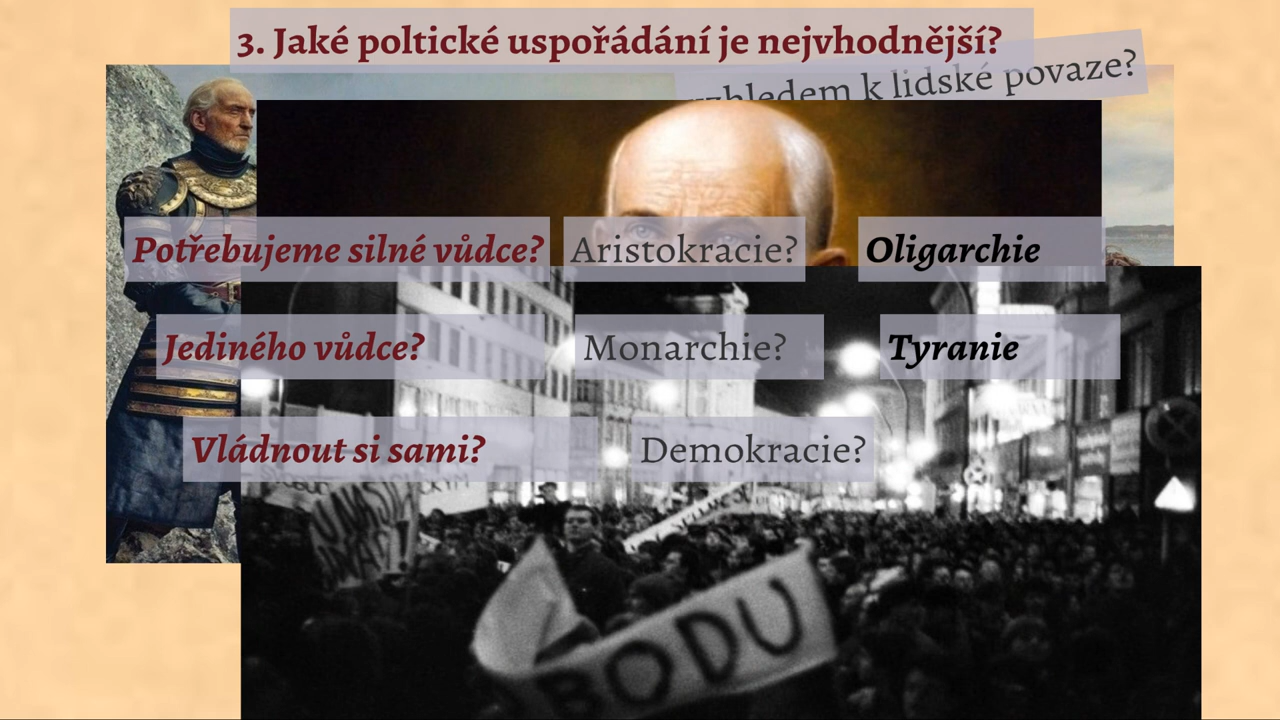 3. Jaké poltické uspořádání je nejvhodnější?
vzhledem k lidské povaze?
Potřebujeme silné vůdce? Aristokracie? Oligarchie
Jediného vůdce? Monarchie? Tyranie
Vládnout si sami? Demokracie?
BODU